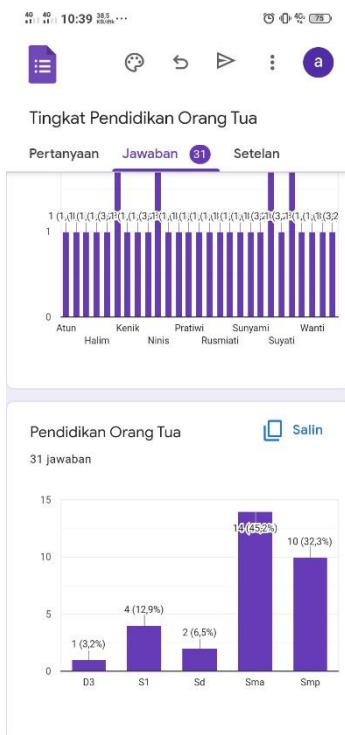 10:39
75
a
Tingkat Pendidikan Orang Tua
Pertanyaan Jawaban 31 Setelan
1
0
Atun Kenik Pratiwi Sunyami Wanti
Halim Ninis Rusmiati Suyati
Pendidikan Orang Tua
Salin
31 jawaban
15
14 (45,2%)
10 (32,3%)
10
5
4 (12,9%)
2 (6,5%)
1 (3,2%)
0
D3 S1 Sd Sma Smp